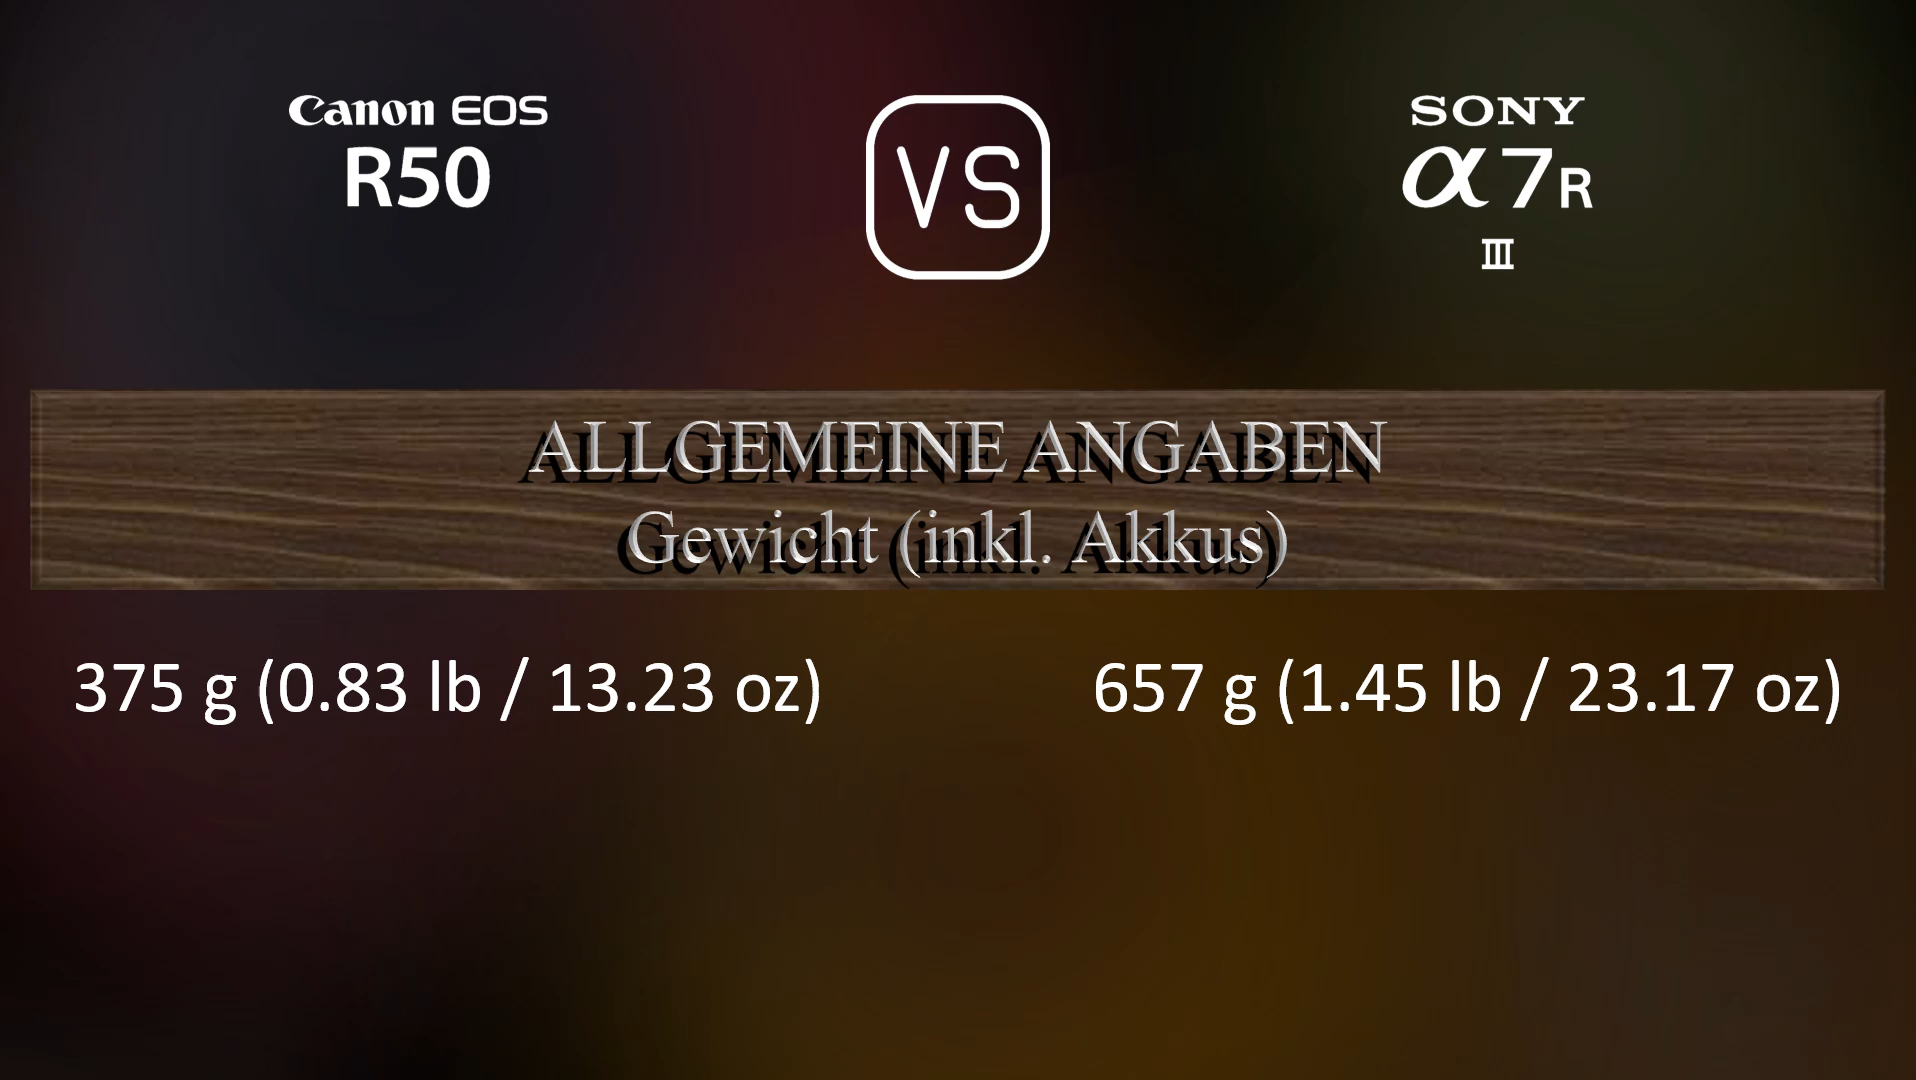 Canon EOS
R50
VS
SONY
α7R
III
ALLGEMEINE ANGABEN
Gewicht (inkl. Akkus)
375 g (0.83 lb / 13.23 oz)
657 g (1.45 lb / 23.17 oz)